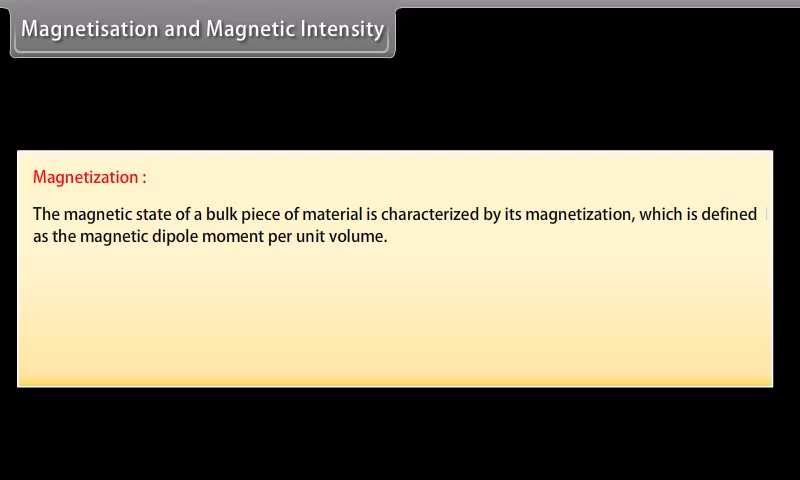 Magnetisation and Magnetic Intensity
Magnetization :
The magnetic state of a bulk piece of material is characterized by its magnetization, which is defined
as the magnetic dipole moment per unit volume.